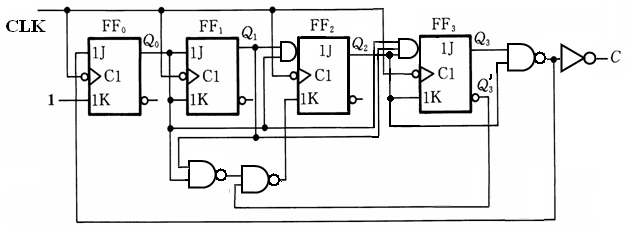 FF₀ FF₁ FF₂ FF₃
CLK
1J Q₀ 1J Q₁ 1J Q₂ 1J Q₃
C1 C1 C1 C1 C
1 1K 1K 1K 1K Q₃'